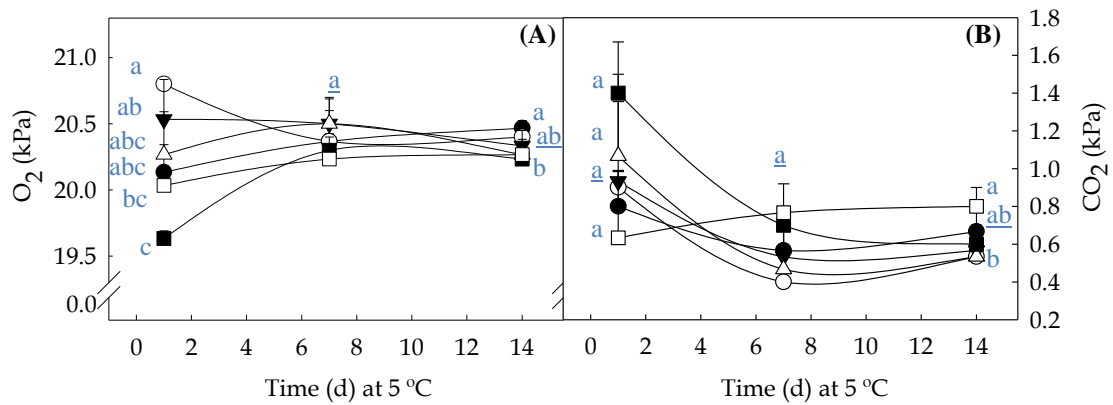 (A)
(B)
O2 (kPa)
21.0
20.5
20.0
19.5
0.0
a
ab
abc
abc
bc
c
a
a
ab
b
0 2 4 6 8 10 12 14
Time (d) at 5 ºC
a
a
a
a
a
a
ab
b
0 2 4 6 8 10 12 14
Time (d) at 5 ºC
1.8
1.6
1.4
1.2
1.0
0.8
0.6
0.4
0.2
CO2 (kPa)